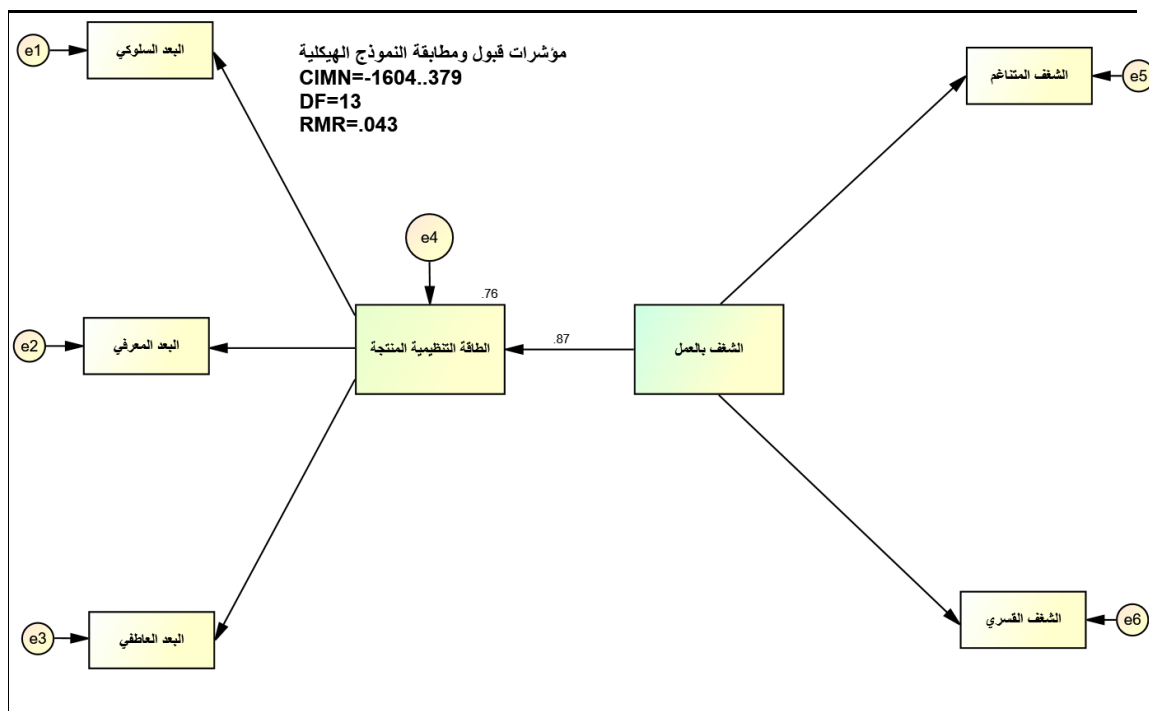 e1
البعد السلوكي
مؤشرات قبول ومطابقة النموذج الهيكلية
CIMN=-1604..379
DF=13
RMR=.043
الشغف المتناغم
e5
e4
.76
e2
البعد المعرفي
الطاقة التنظيمية المنتجة
.87
الشغف بالعمل
e3
البعد العاطفي
الشغف القسري
e6